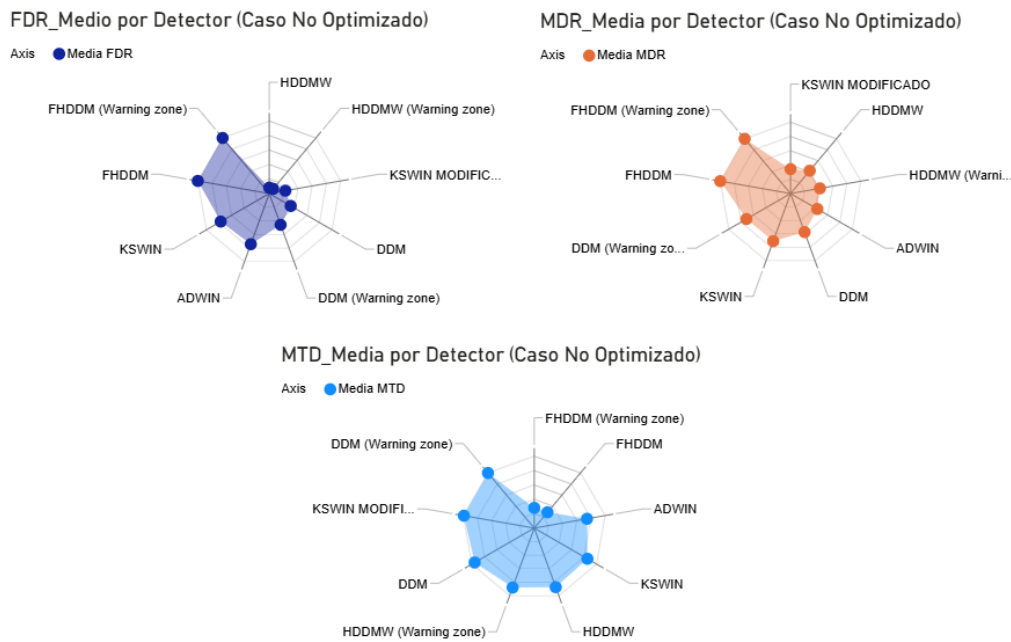 FDR_Medio por Detector (Caso No Optimizado)
Axis Media FDR
HDDMW
FHDDM (Warning zone)
HDDMW (Warning zone)
FHDDM
KSWIN MODIFIC...
KSWIN
DDM
ADWIN
DDM (Warning zone)
MDR_Media por Detector (Caso No Optimizado)
Axis Media MDR
KSWIN MODIFICADO
FHDDM (Warning zone)
HDDMW
FHDDM
HDDMW (Warni...
DDM (Warning zo...
ADWIN
KSWIN
DDM
MTD_Media por Detector (Caso No Optimizado)
Axis Media MTD
FHDDM (Warning zone)
DDM (Warning zone)
FHDDM
KSWIN MODIFI...
ADWIN
DDM
KSWIN
HDDMW (Warning zone)
HDDMW